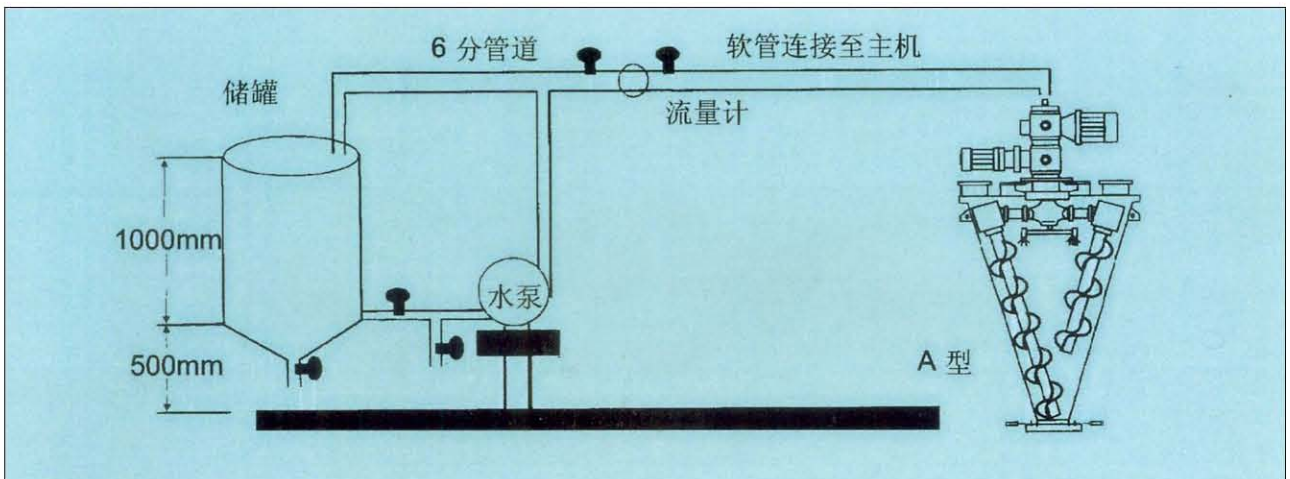 6 分管道
软管连接至主机
储罐
流量计
1000mm
水泵
500mm
A 型